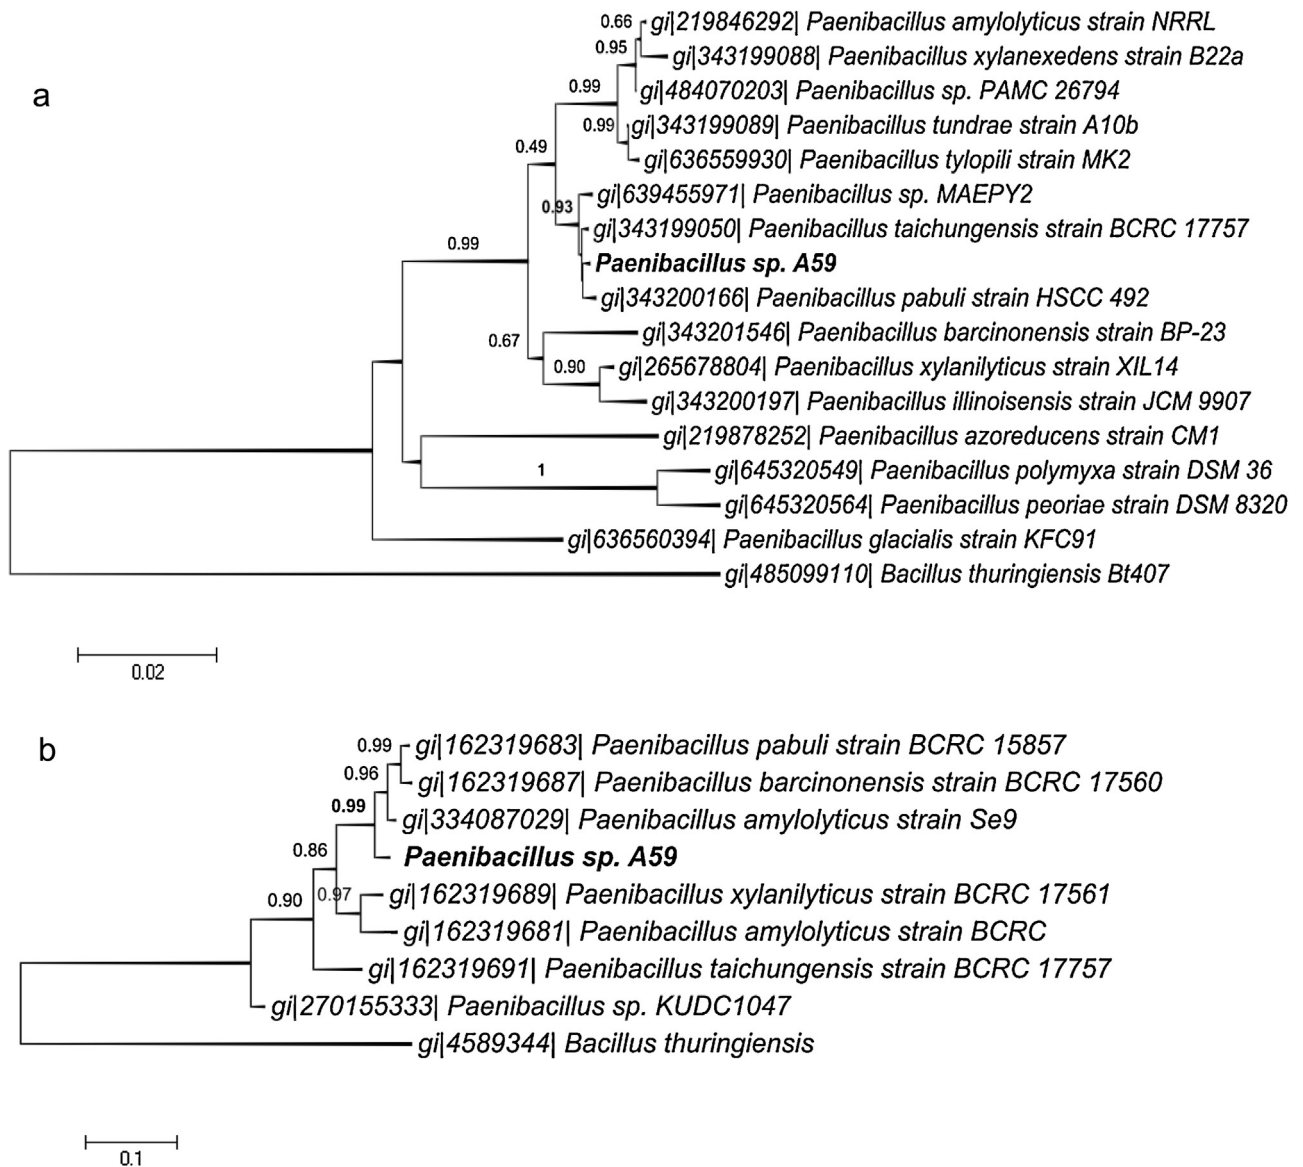 a
0.66
gi|219846292| Paenibacillus amylolyticus strain NRRL
0.95
gi|343199088| Paenibacillus xylanexedens strain B22a
0.99
gi|484070203| Paenibacillus sp. PAMC 26794
0.99
gi|343199089| Paenibacillus tundrae strain A10b
0.49
gi|636559930| Paenibacillus tylopili strain MK2
gi|639455971| Paenibacillus sp. MAEPY2
0.93
gi|343199050| Paenibacillus taichungensis strain BCRC 17757
0.99
Paenibacillus sp. A59
gi|343200166| Paenibacillus pabuli strain HSCC 492
gi|343201546| Paenibacillus barcinonensis strain BP-23
0.67
0.90
gi|265678804| Paenibacillus xylanilyticus strain XIL14
gi|343200197| Paenibacillus illinoisensis strain JCM 9907
gi|219878252| Paenibacillus azoreducens strain CM1
1
gi|645320549| Paenibacillus polymyxa strain DSM 36
gi|645320564| Paenibacillus peoriae strain DSM 8320
gi|636560394| Paenibacillus glacialis strain KFC91
gi|485099110| Bacillus thuringiensis Bt407
0.02
b
0.99
gi|162319683| Paenibacillus pabuli strain BCRC 15857
0.96
gi|162319687| Paenibacillus barcinonensis strain BCRC 17560
0.99
gi|334087029| Paenibacillus amylolyticus strain Se9
0.86
Paenibacillus sp. A59
0.90
0.97
gi|162319689| Paenibacillus xylanilyticus strain BCRC 17561
gi|162319681| Paenibacillus amylolyticus strain BCRC
gi|162319691| Paenibacillus taichungensis strain BCRC 17757
gi|270155333| Paenibacillus sp. KUDC1047
gi|4589344| Bacillus thuringiensis
0.1